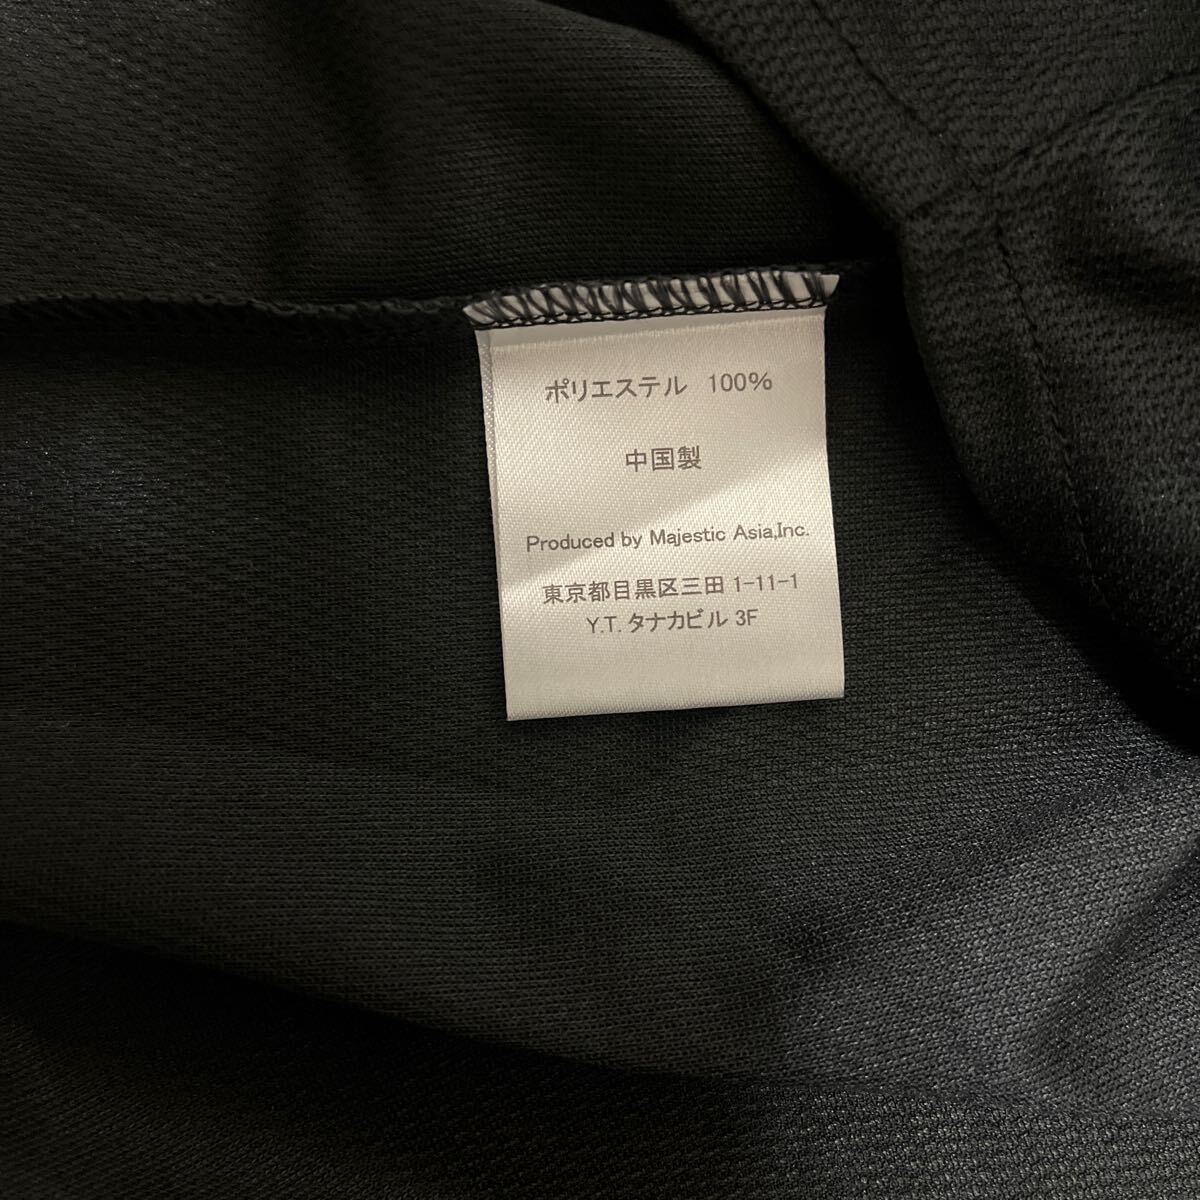 ポリエステル 100%
中国製
Produced by Majestic Asia,Inc.
東京都目黒区三田 1-11-1
Y.T. タナカビル 3F